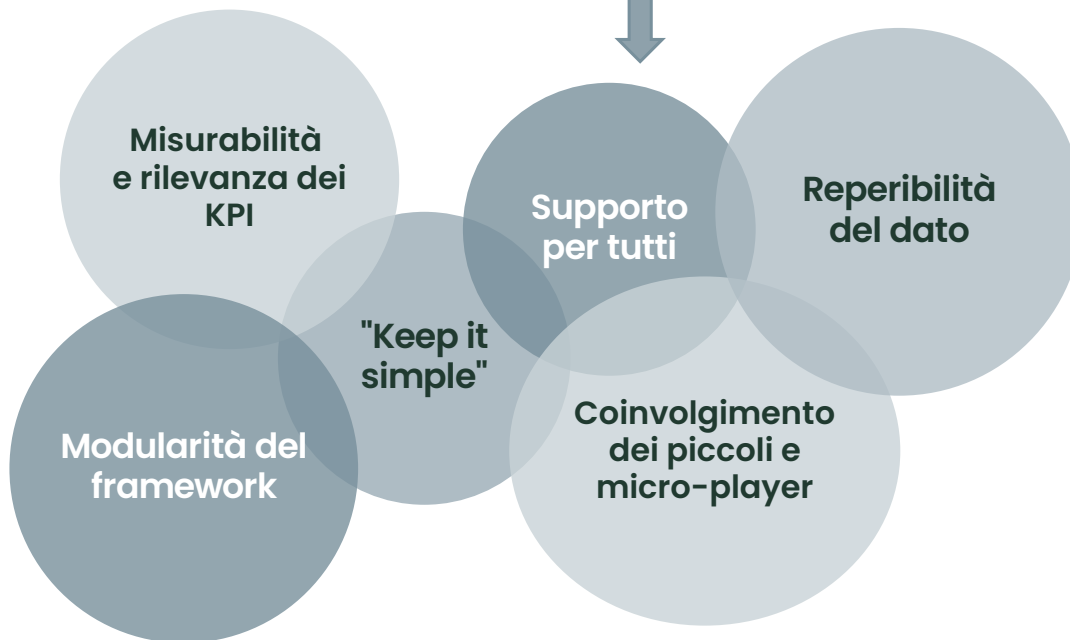 Misurabilità
e rilevanza dei
KPI
Supporto
per tutti
Reperibilità
del dato
"Keep it
simple"
Modularità del
framework
Coinvolgimento
dei piccoli e
micro-player